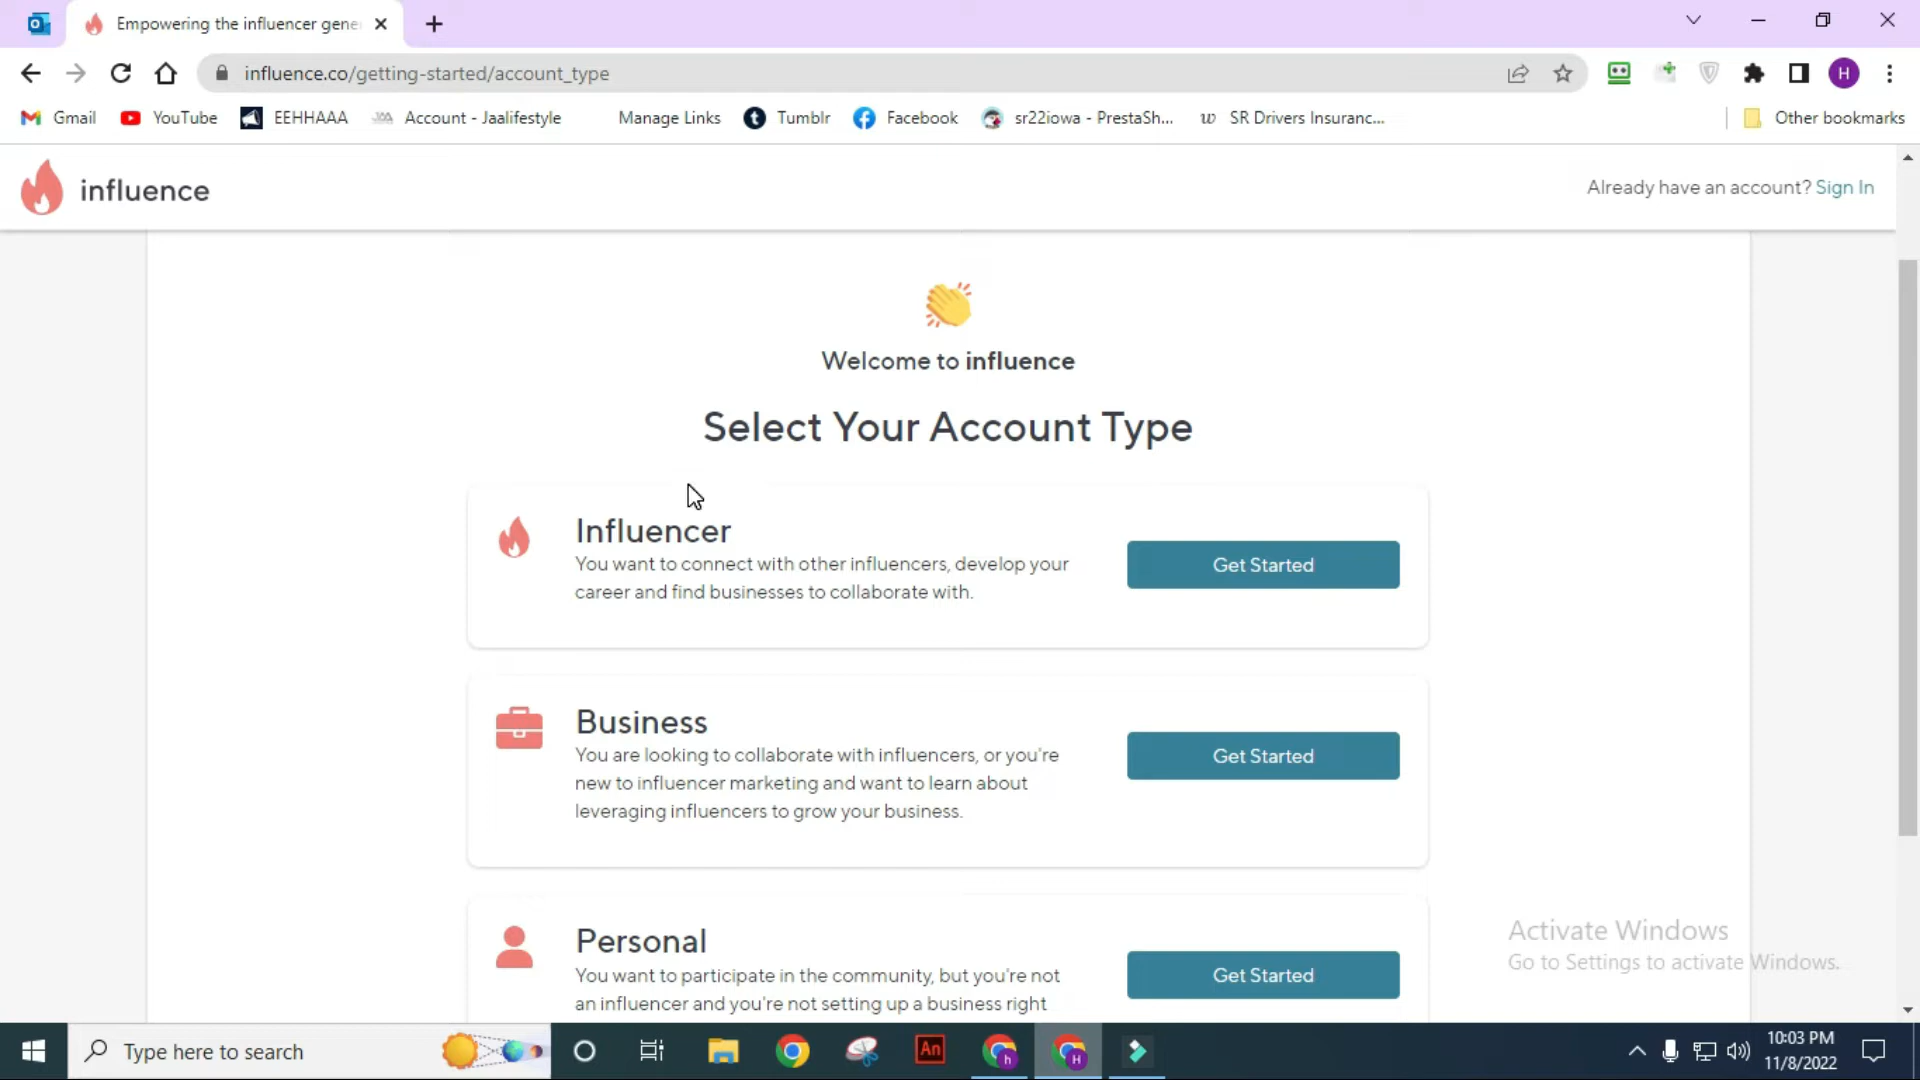 Empowering the influencer gene
influence.co/getting-started/account_type
H
Gmail
YouTube
EEHHAAA
Account - Jaalifestyle
Manage Links
Tumblr
Facebook
sr22iowa - PrestaSh...
SR Drivers Insuranc...
Other bookmarks
influence
Already have an account? Sign In
Welcome to influence
Select Your Account Type
Influencer
You want to connect with other influencers, develop your
career and find businesses to collaborate with.
Get Started
Business
You are looking to collaborate with influencers, or you're
new to influencer marketing and want to learn about
leveraging influencers to grow your business.
Get Started
Personal
You want to participate in the community, but you're not
an influencer and you're not setting up a business right
Get Started
Activate Windows
Go to Settings to activate Windows.
Type here to search
An
h
H
10:03 PM
11/8/2022